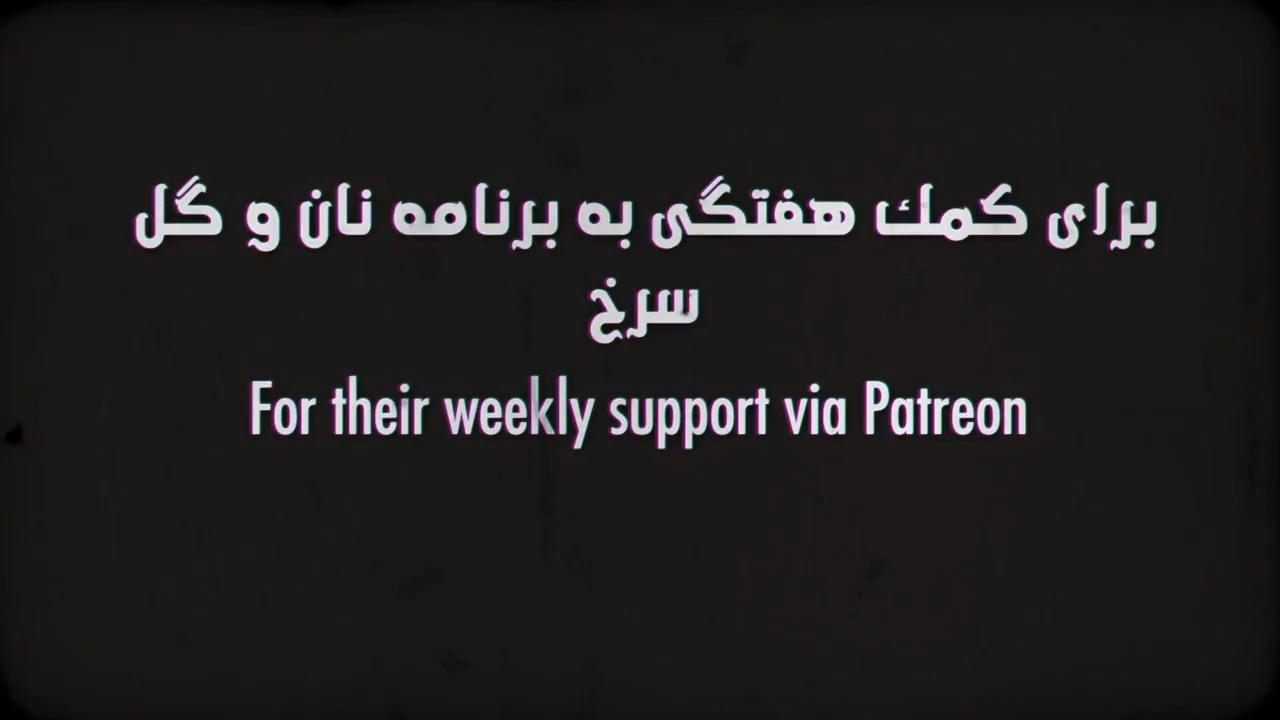 برای کمك هفتگی به برنامه نان و گل
سرخ
For their weekly support via Patreon